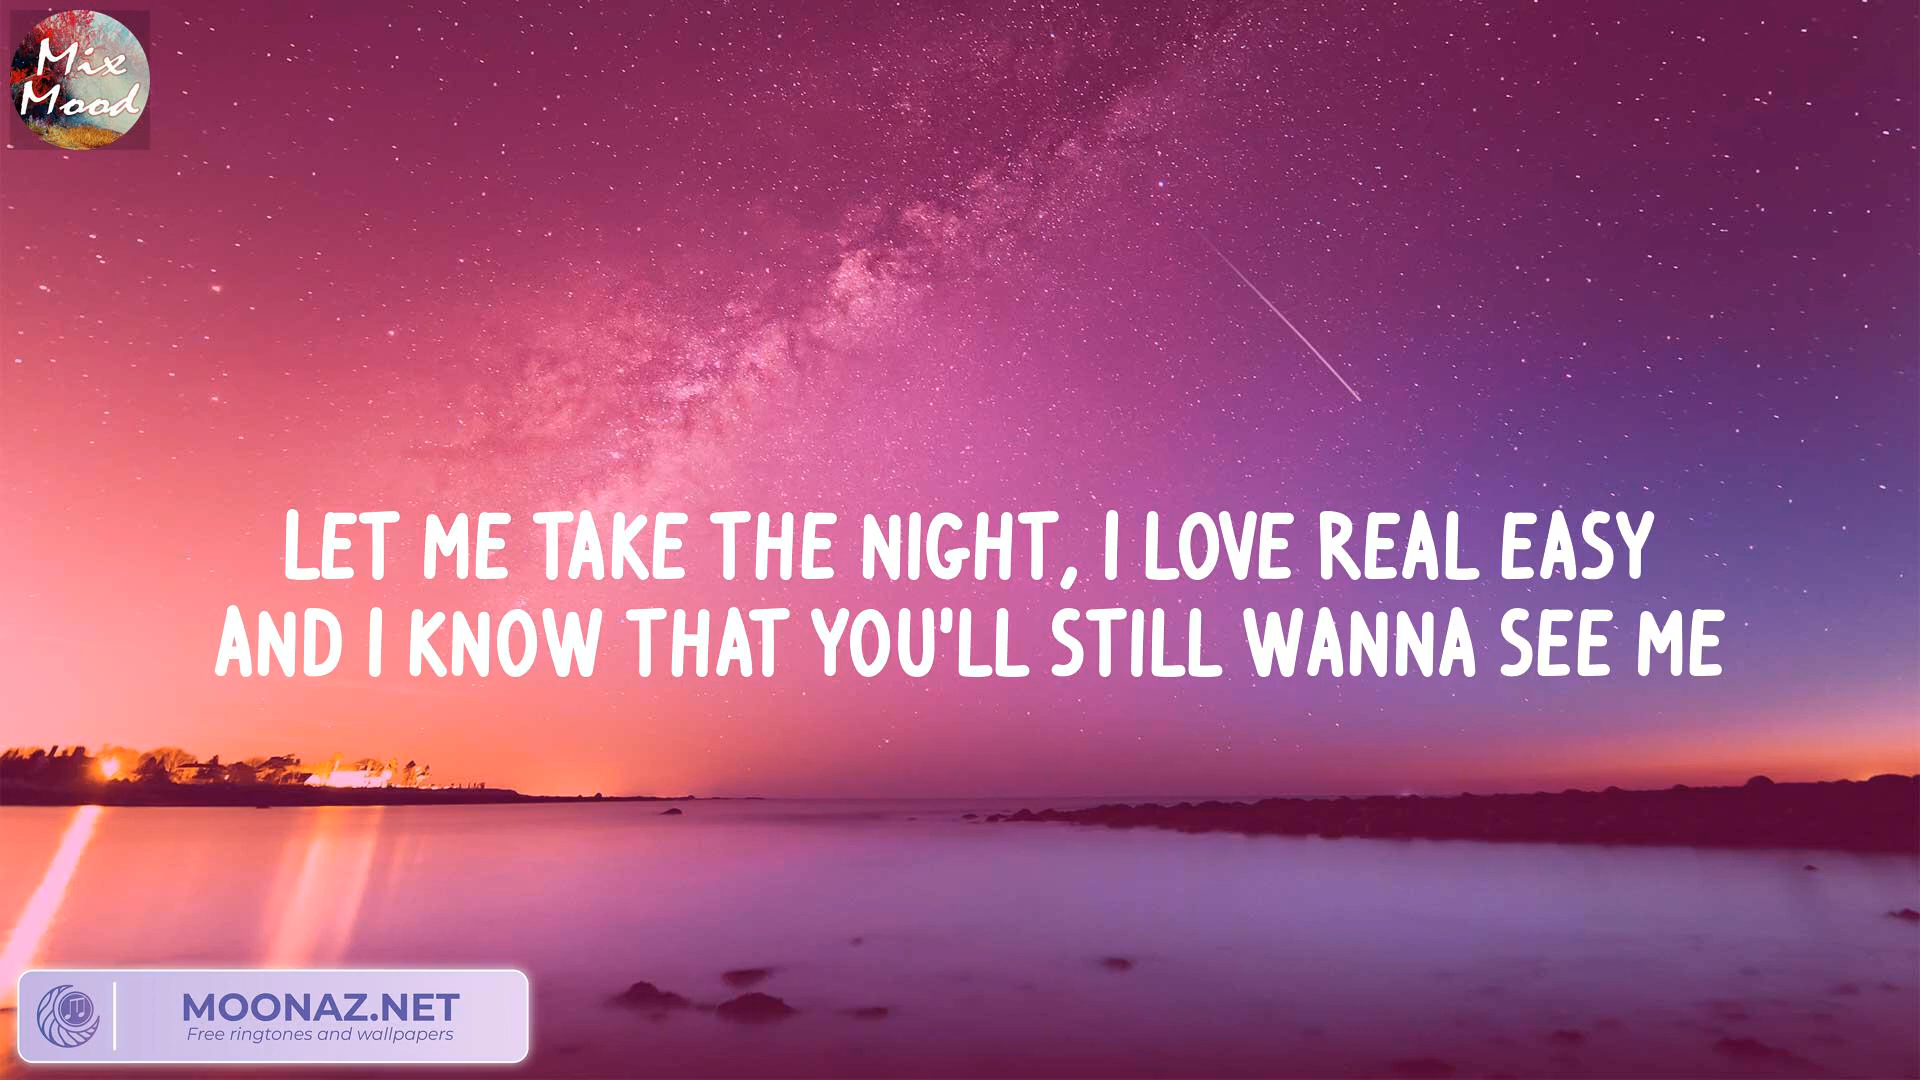 Mix
Mood
LET ME TAKE THE NIGHT, I LOVE REAL EASY
AND I KNOW THAT YOU'LL STILL WANNA SEE ME
MOONAZ.NET
Free ringtones and wallpapers